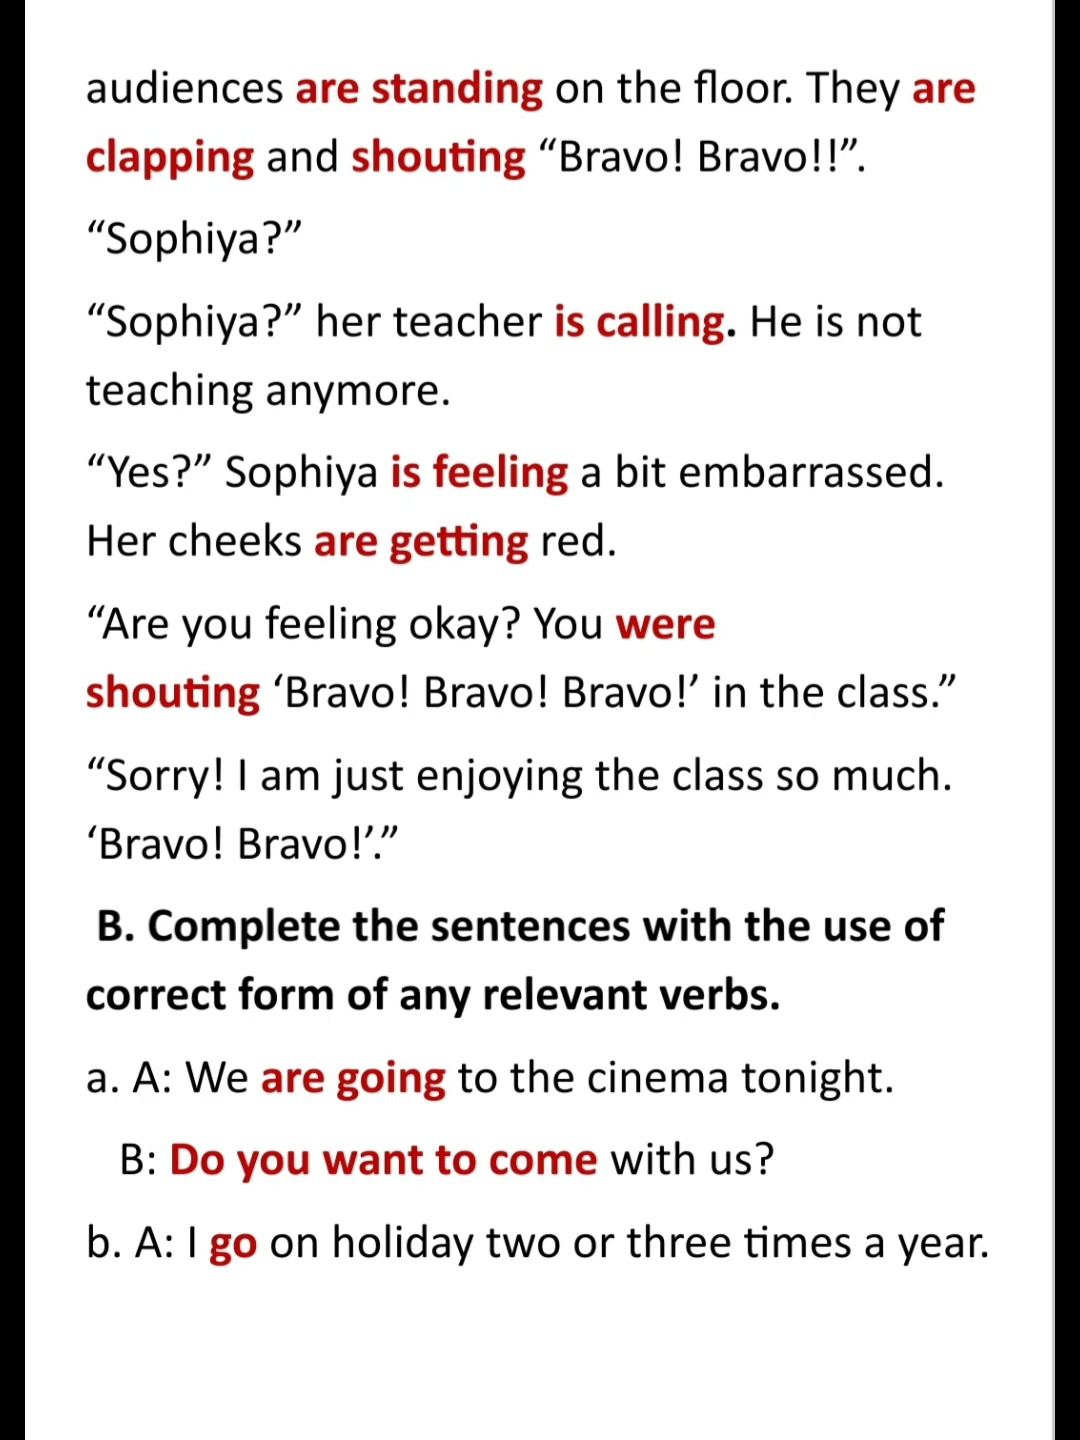 audiences are standing on the floor. They are
clapping and shouting “Bravo! Bravo!!”.
“Sophiya?”
“Sophiya?” her teacher is calling. He is not
teaching anymore.
“Yes?” Sophiya is feeling a bit embarrassed.
Her cheeks are getting red.
“Are you feeling okay? You were
shouting ‘Bravo! Bravo! Bravo!’ in the class.”
“Sorry! I am just enjoying the class so much.
‘Bravo! Bravo!’.”
B. Complete the sentences with the use of
correct form of any relevant verbs.
a. A: We are going to the cinema tonight.
B: Do you want to come with us?
b. A: I go on holiday two or three times a year.